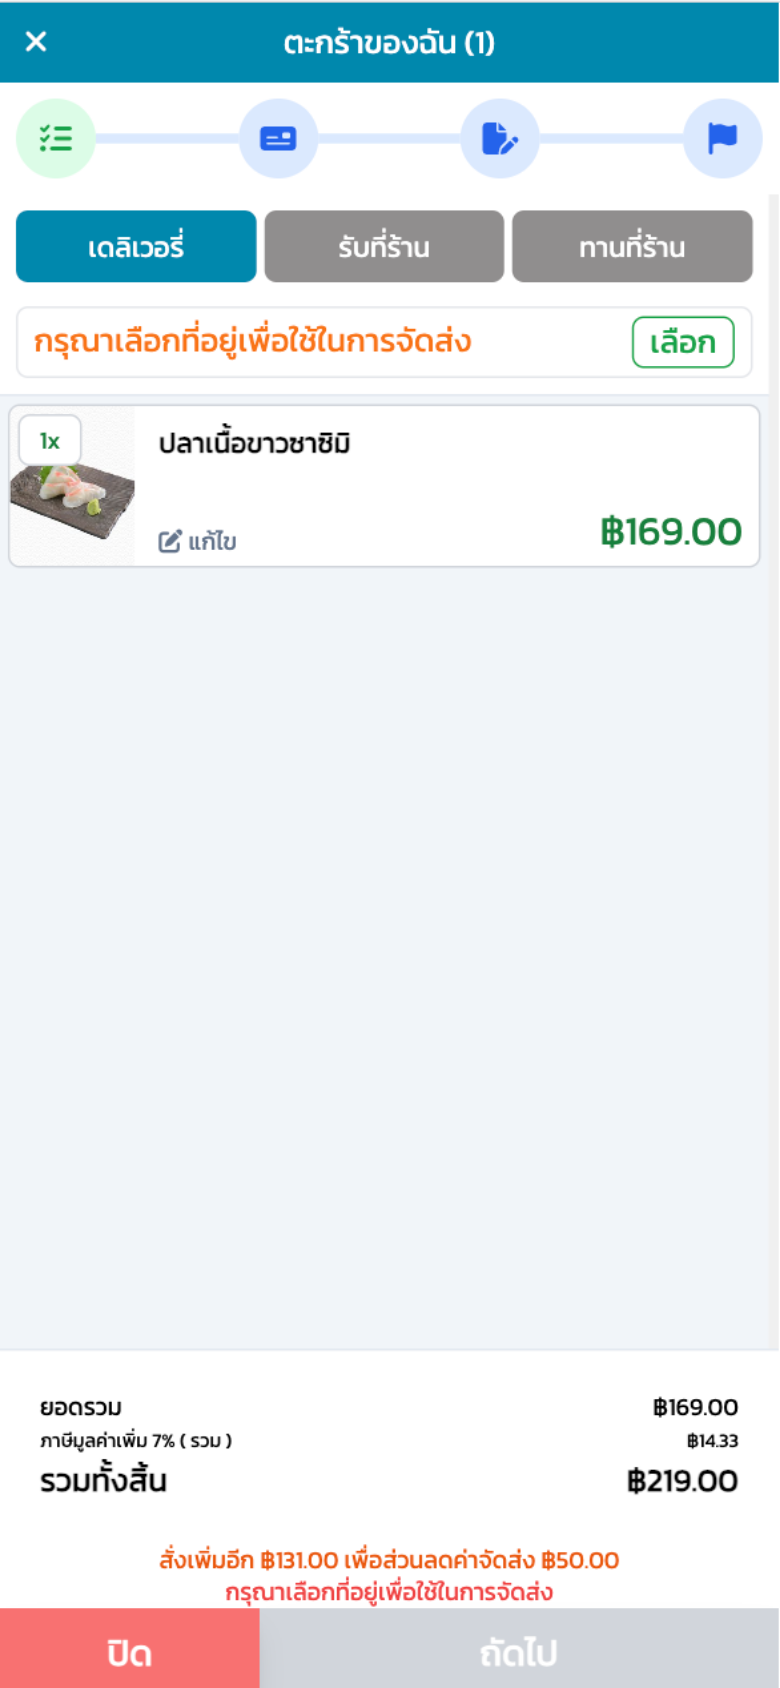 ตะกร้าของฉัน (1)
เดลิเวอรี่ รับที่ร้าน ทานที่ร้าน
กรุณาเลือกที่อยู่เพื่อใช้ในการจัดส่ง เลือก
1x ปลาเนื้อขาวซาซิมิ
แก้ไข ฿169.00
ยอดรวม ฿169.00
ภาษีมูลค่าเพิ่ม 7% ( รวม ) ฿14.33
รวมทั้งสิ้น ฿219.00
สั่งเพิ่มอีก ฿131.00 เพื่อส่วนลดค่าจัดส่ง ฿50.00
กรุณาเลือกที่อยู่เพื่อใช้ในการจัดส่ง
ปิด ถัดไป